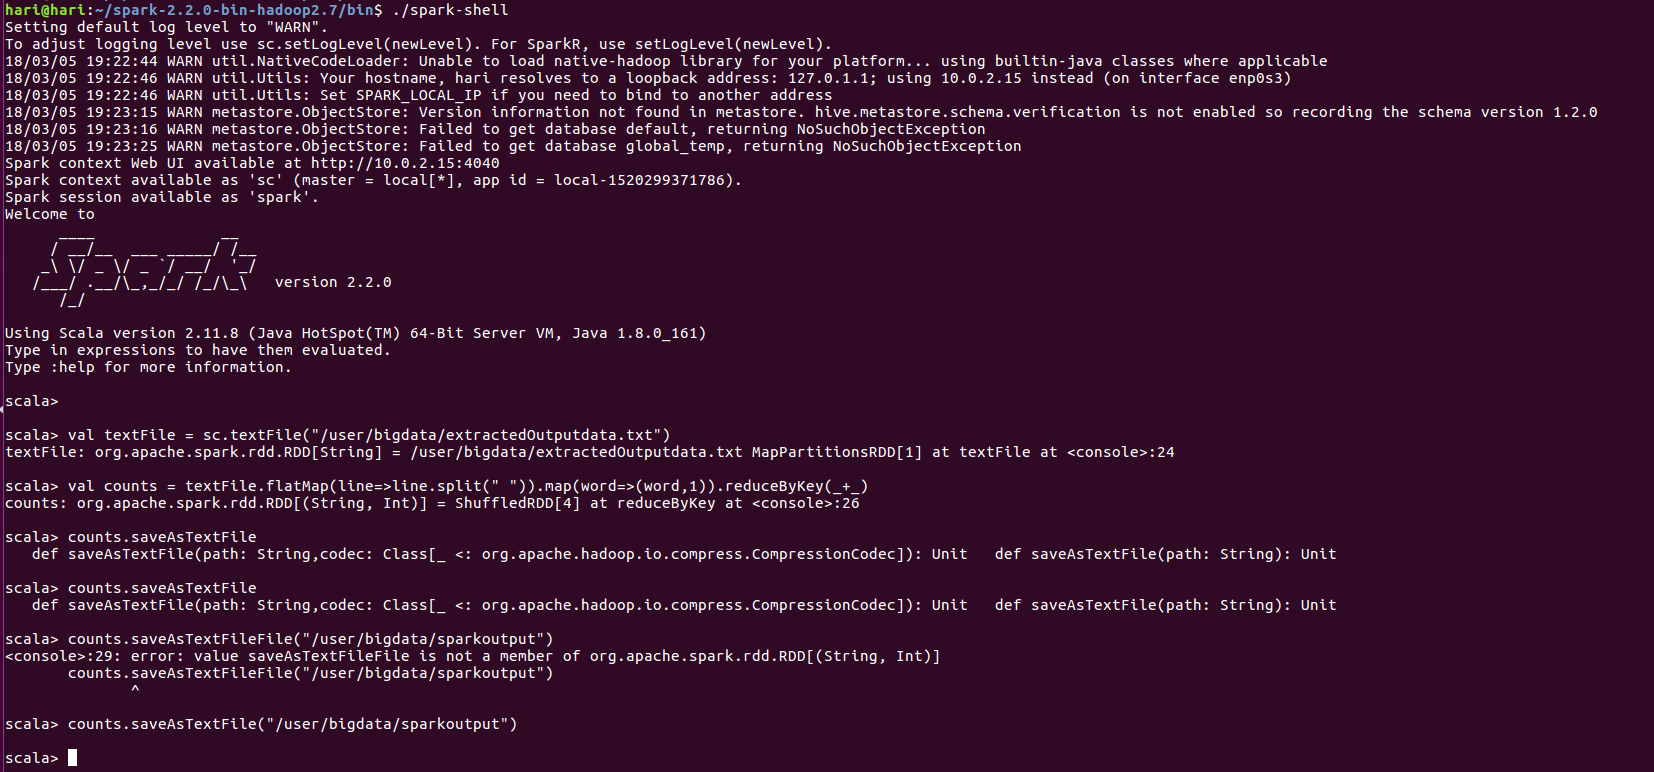 hari@hari:~/spark-2.2.0-bin-hadoop2.7/bin$ ./spark-shell
Setting default log level to "WARN".
To adjust logging level use sc.setLogLevel(newLevel). For SparkR, use setLogLevel(newLevel).
18/03/05 19:22:44 WARN util.NativeCodeLoader: Unable to load native-hadoop library for your platform... using builtin-java classes where applicable
18/03/05 19:22:46 WARN util.Utils: Your hostname, hari resolves to a loopback address: 127.0.1.1; using 10.0.2.15 instead (on interface enp0s3)
18/03/05 19:22:46 WARN util.Utils: Set SPARK_LOCAL_IP if you need to bind to another address
18/03/05 19:23:15 WARN metastore.ObjectStore: Version information not found in metastore. hive.metastore.schema.verification is not enabled so recording the schema version 1.2.0
18/03/05 19:23:16 WARN metastore.ObjectStore: Failed to get database default, returning NoSuchObjectException
18/03/05 19:23:25 WARN metastore.ObjectStore: Failed to get database global_temp, returning NoSuchObjectException
Spark context Web UI available at http://10.0.2.15:4040
Spark context available as 'sc' (master = local[*], app id = local-1520299371786).
Spark session available as 'spark'.
Welcome to
      ____              __
     / __/__  ___ _____/ /__
    _\ \/ _ \/ _ `/ __/  '_/
   /___/ .__/\_,_/_/ /_/\_\   version 2.2.0
      /_/
Using Scala version 2.11.8 (Java HotSpot(TM) 64-Bit Server VM, Java 1.8.0_161)
Type in expressions to have them evaluated.
Type :help for more information.
scala>
scala> val textFile = sc.textFile("/user/bigdata/extractedOutputdata.txt")
textFile: org.apache.spark.rdd.RDD[String] = /user/bigdata/extractedOutputdata.txt MapPartitionsRDD[1] at textFile at <console>:24
scala> val counts = textFile.flatMap(line=>line.split(" ")).map(word=>(word,1)).reduceByKey(_+_)
counts: org.apache.spark.rdd.RDD[(String, Int)] = ShuffledRDD[4] at reduceByKey at <console>:26
scala> counts.saveAsTextFile
   def saveAsTextFile(path: String,codec: Class[_ <: org.apache.hadoop.io.compress.CompressionCodec]): Unit   def saveAsTextFile(path: String): Unit
scala> counts.saveAsTextFile
   def saveAsTextFile(path: String,codec: Class[_ <: org.apache.hadoop.io.compress.CompressionCodec]): Unit   def saveAsTextFile(path: String): Unit
scala> counts.saveAsTextFileFile("/user/bigdata/sparkoutput")
<console>:29: error: value saveAsTextFileFile is not a member of org.apache.spark.rdd.RDD[(String, Int)]
       counts.saveAsTextFileFile("/user/bigdata/sparkoutput")
              ^
scala> counts.saveAsTextFile("/user/bigdata/sparkoutput")
scala>